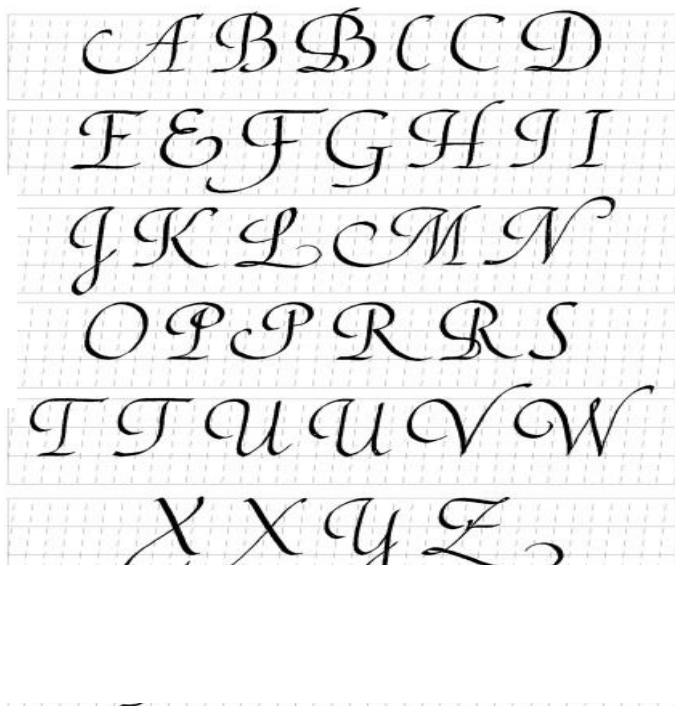 A B B C C D
E E F G H I I
J K L M N
O P P R R S
T T U U V W
X X Y Z